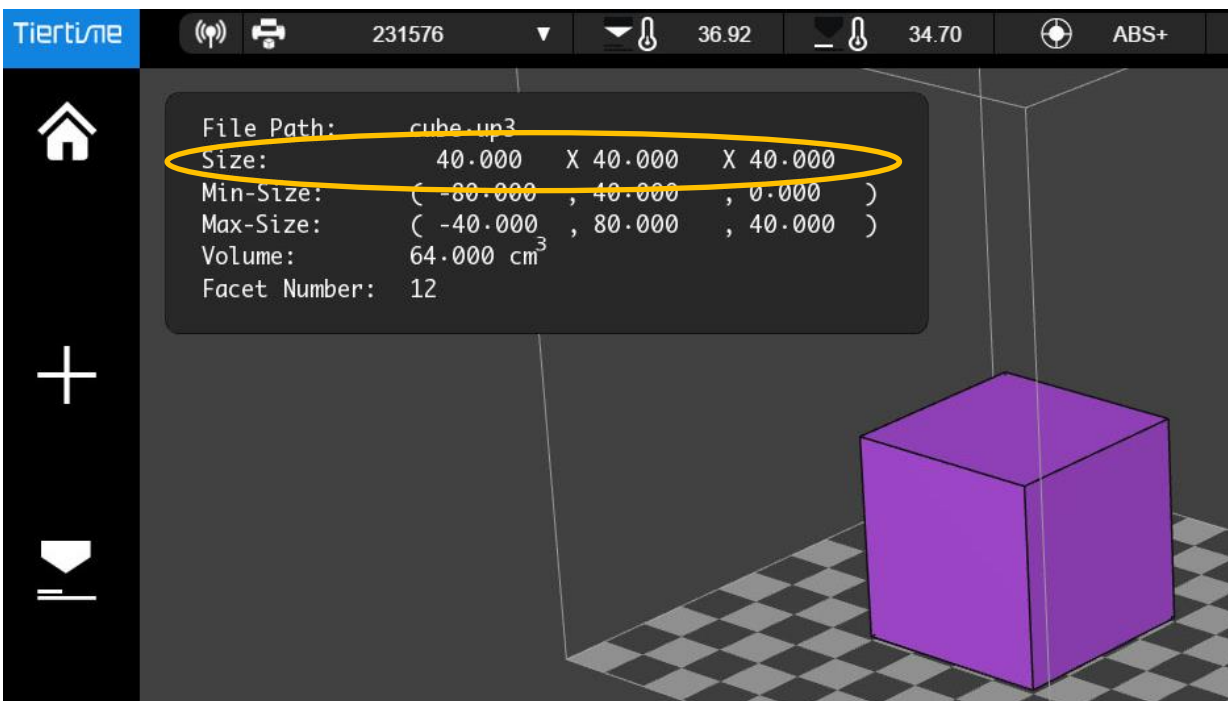 Tiertime 231576 ▼ 36.92 34.70 ABS+
File Path: cube.up3
Size: 40.000 X 40.000 X 40.000
Min-Size: ( -80.000 , 40.000 , 0.000 )
Max-Size: ( -40.000 , 80.000 , 40.000 )
Volume: 64.000 cm³
Facet Number: 12